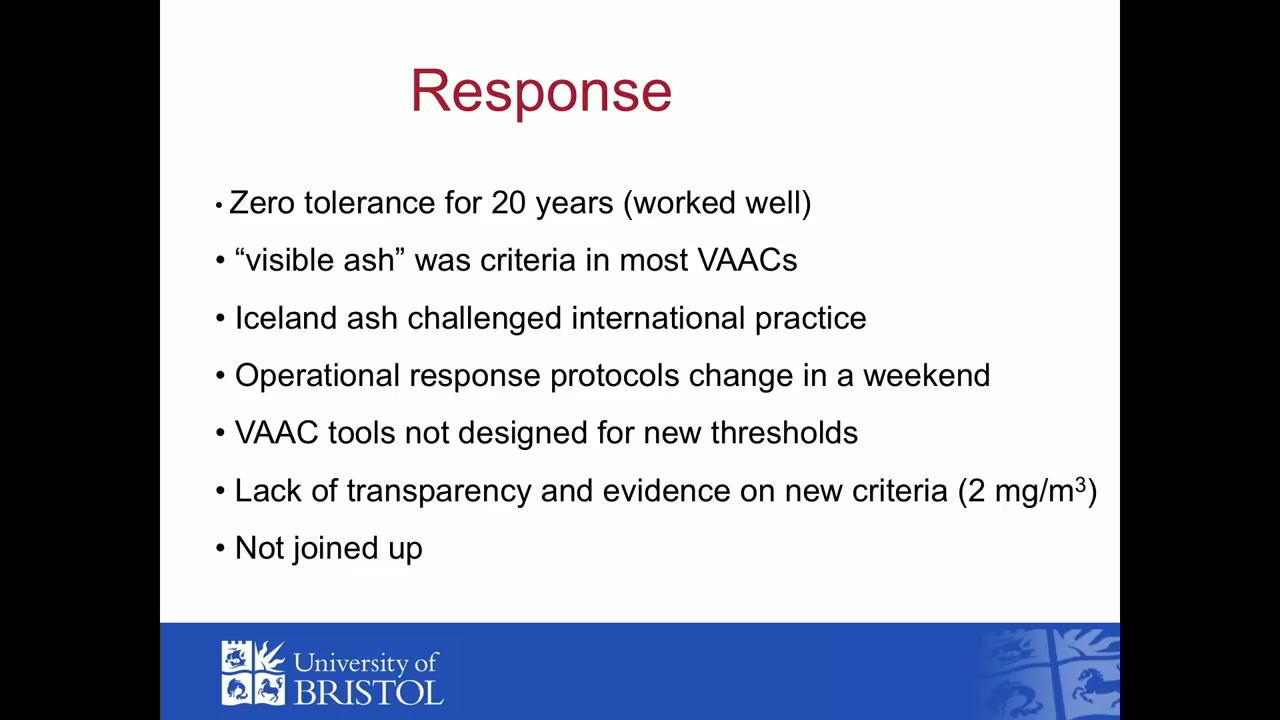 Response
• Zero tolerance for 20 years (worked well)
• “visible ash” was criteria in most VAACs
• Iceland ash challenged international practice
• Operational response protocols change in a weekend
• VAAC tools not designed for new thresholds
• Lack of transparency and evidence on new criteria (2 mg/m³)
• Not joined up
University of
BRISTOL